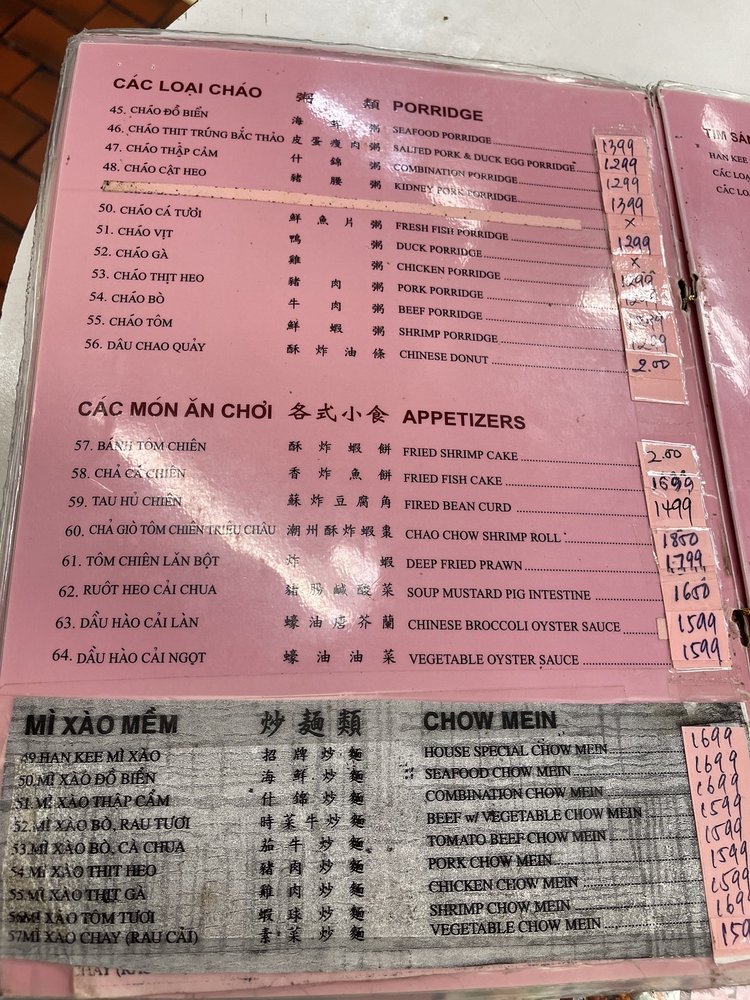 CÁC LOẠI CHÁO 粥 類 PORRIDGE
45. CHÁO ĐỒ BIỂN 海 鮮 粥 SEAFOOD PORRIDGE 1399
46. CHÁO THỊT TRỨNG BẮC THẢO 皮 蛋 瘦 肉 粥 SALTED PORK & DUCK EGG PORRIDGE 1299
47. CHÁO THẬP CẨM 什 錦 粥 COMBINATION PORRIDGE 1299
48. CHÁO CẬT HEO 豬 腰 粥 KIDNEY PORK PORRIDGE 1399
x
50. CHÁO CÁ TƯƠI 鮮 魚 片 粥 FRESH FISH PORRIDGE 1299
51. CHÁO VỊT 鴨 粥 DUCK PORRIDGE x
52. CHÁO GÀ 雞 粥 CHICKEN PORRIDGE 1299
53. CHÁO THỊT HEO 豬 肉 粥 PORK PORRIDGE 1299
54. CHÁO BÒ 牛 肉 粥 BEEF PORRIDGE
55. CHÁO TÔM 鮮 蝦 粥 SHRIMP PORRIDGE
56. DÂU CHAO QUẢY 酥 炸 油 條 CHINESE DONUT 2.00
CÁC MÓN ĂN CHƠI 各式小食 APPETIZERS
57. BÁNH TÔM CHIÊN 酥 炸 蝦 餅 FRIED SHRIMP CAKE 2.00
58. CHẢ CÁ CHIÊN 香 炸 魚 餅 FRIED FISH CAKE 1699
59. TAU HỦ CHIÊN 蘇 炸 豆 腐 角 FIRED BEAN CURD 1499
60. CHẢ GIÒ TÔM CHIÊN TRIỀU CHÂU 潮 州 酥 炸 蝦 棗 CHAO CHOW SHRIMP ROLL 1850
61. TÔM CHIÊN LĂN BỘT 炸 蝦 DEEP FRIED PRAWN 1799
62. RUÔT HEO CẢI CHUA 豬 腸 鹹 酸 菜 SOUP MUSTARD PIG INTESTINE 1650
63. DẦU HÀO CẢI LÀN 蠔 油 唐 芥 蘭 CHINESE BROCCOLI OYSTER SAUCE 1599
64. DẦU HÀO CẢI NGỌT 蠔 油 油 菜 VEGETABLE OYSTER SAUCE 1599
MÌ XÀO MỀM 炒 麵 類 CHOW MEIN
49.HAN KEE MÌ XÀO 招 牌 炒 麵 HOUSE SPECIAL CHOW MEIN 1699
50.MÌ XÀO ĐỒ BIỂN 海 鮮 炒 麵 SEAFOOD CHOW MEIN 1699
51.MÌ XÀO THẬP CẨM 什 錦 炒 麵 COMBINATION CHOW MEIN 1699
52.MÌ XÀO BÒ, RAU TƯƠI 時 菜 牛 炒 麵 BEEF w/ VEGETABLE CHOW MEIN 1599
53.MÌ XÀO BÒ, CÀ CHUA 茄 牛 炒 麵 TOMATO BEEF CHOW MEIN 1599
54.MÌ XÀO THỊT HEO 豬 肉 炒 麵 PORK CHOW MEIN 1599
55.MÌ XÀO THỊT GÀ 雞 肉 炒 麵 CHICKEN CHOW MEIN 1599
56MÌ XÀO TÔM TƯƠI 蝦 球 炒 麵 SHRIMP CHOW MEIN 169
57MÌ XÀO CHAY (RAU CẢI) 素 菜 炒 麵 VEGETABLE CHOW MEIN 159
HAN KEE
CÁC LO
CÁC LO